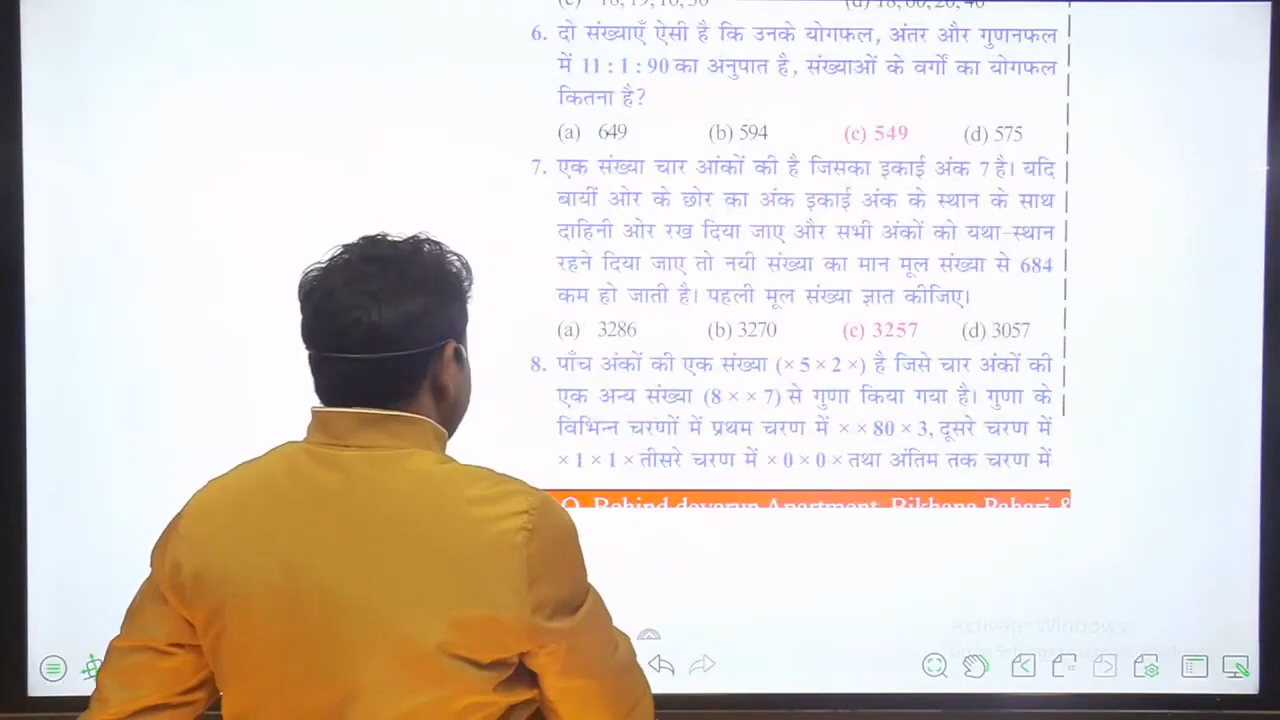 6. दो संख्याएँ ऐसी है कि उनके योगफल, अंतर और गुणनफल
में 11 : 1 : 90 का अनुपात है, संख्याओं के वर्गों का योगफल
कितना है?
(a) 649 (b) 594 (c) 549 (d) 575
7. एक संख्या चार आंकों की है जिसका इकाई अंक 7 है। यदि
बायीं ओर के छोर का अंक इकाई अंक के स्थान के साथ
दाहिनी ओर रख दिया जाए और सभी अंकों को यथा-स्थान
रहने दिया जाए तो नयी संख्या का मान मूल संख्या से 684
कम हो जाती है। पहली मूल संख्या ज्ञात कीजिए।
(a) 3286 (b) 3270 (c) 3257 (d) 3057
8. पाँच अंकों की एक संख्या (× 5 × 2 ×) है जिसे चार अंकों की
एक अन्य संख्या (8 × × 7) से गुणा किया गया है। गुणा के
विभिन्न चरणों में प्रथम चरण में × × 80 × 3, दूसरे चरण में
× 1 × 1 × तीसरे चरण में × 0 × 0 × तथा अंतिम तक चरण में
Activate Windows